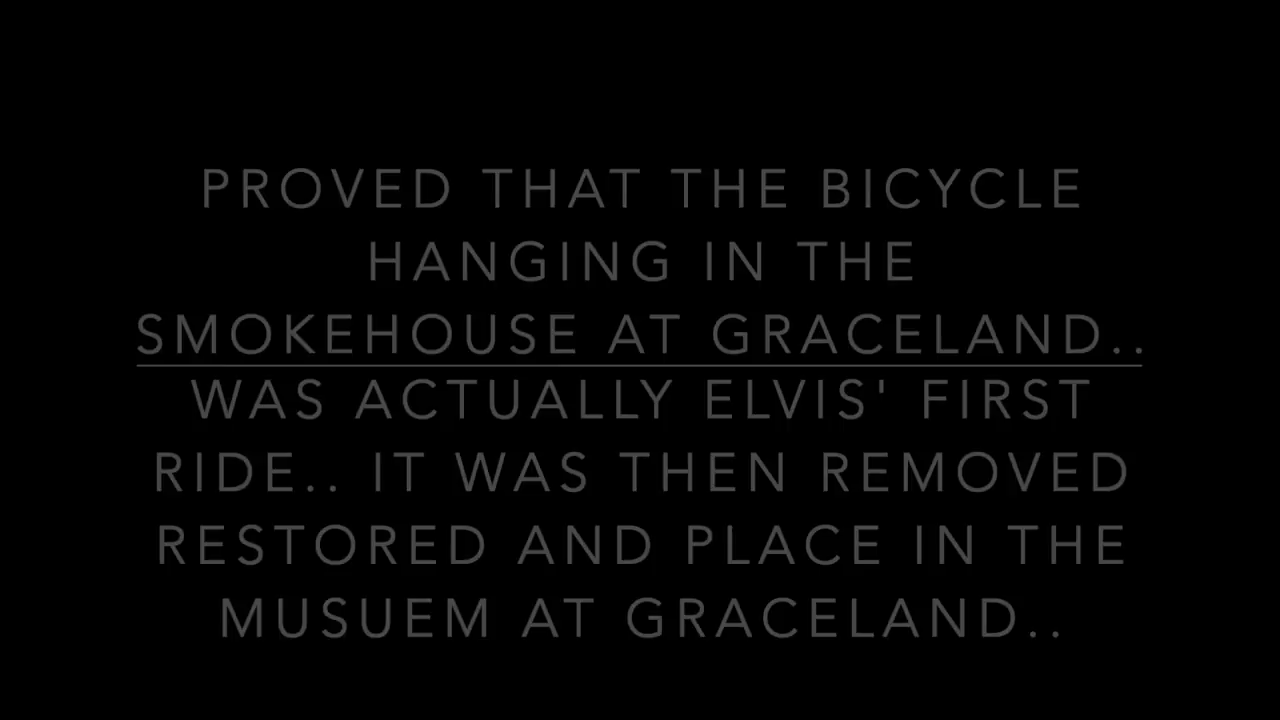 PROVED THAT THE BICYCLE
HANGING IN THE
SMOKEHOUSE AT GRACELAND..
WAS ACTUALLY ELVIS' FIRST
RIDE.. IT WAS THEN REMOVED
RESTORED AND PLACE IN THE
MUSUEM AT GRACELAND..